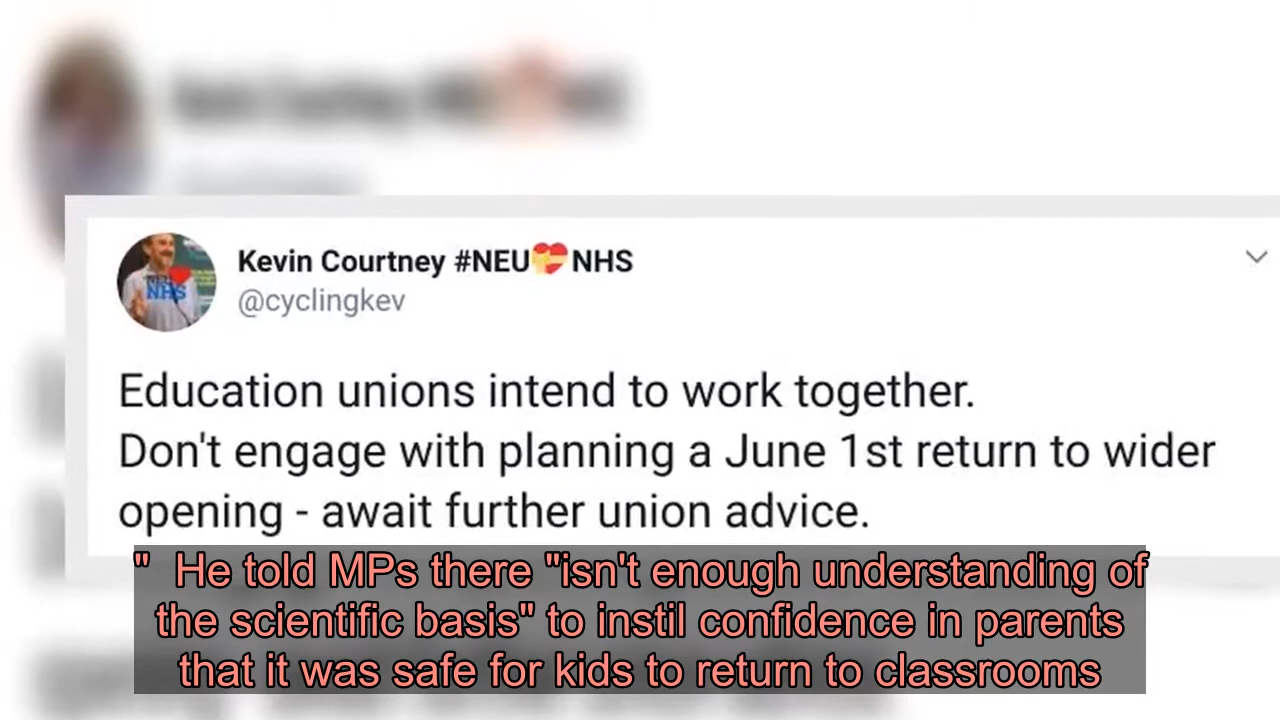 Kevin Courtney #NEU💝NHS
@cyclingkev
Education unions intend to work together.
Don't engage with planning a June 1st return to wider
opening - await further union advice.
" He told MPs there "isn't enough understanding of
the scientific basis" to instil confidence in parents
that it was safe for kids to return to classrooms